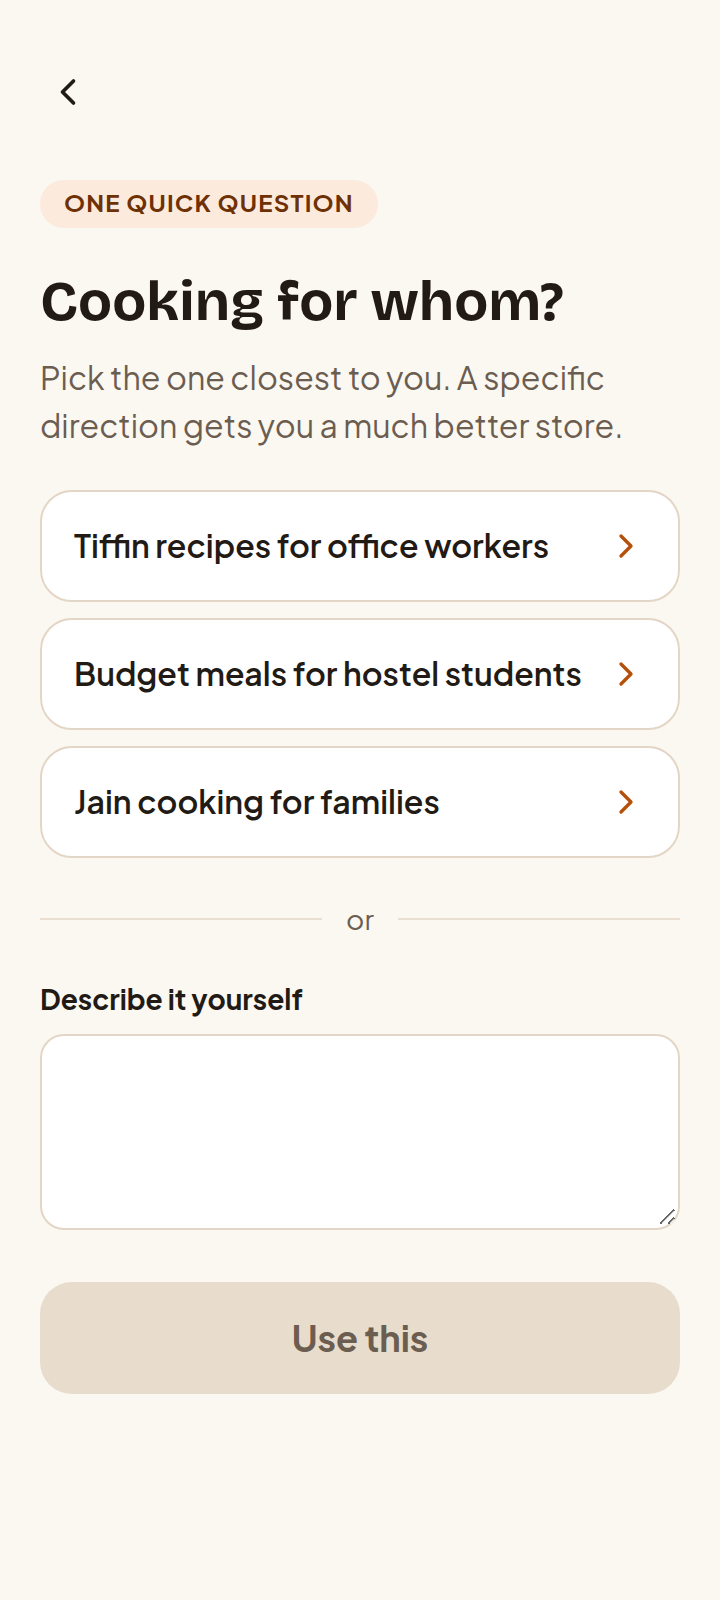 ONE QUICK QUESTION
Cooking for whom?
Pick the one closest to you. A specific
direction gets you a much better store.
Tiffin recipes for office workers
Budget meals for hostel students
Jain cooking for families
or
Describe it yourself
Use this